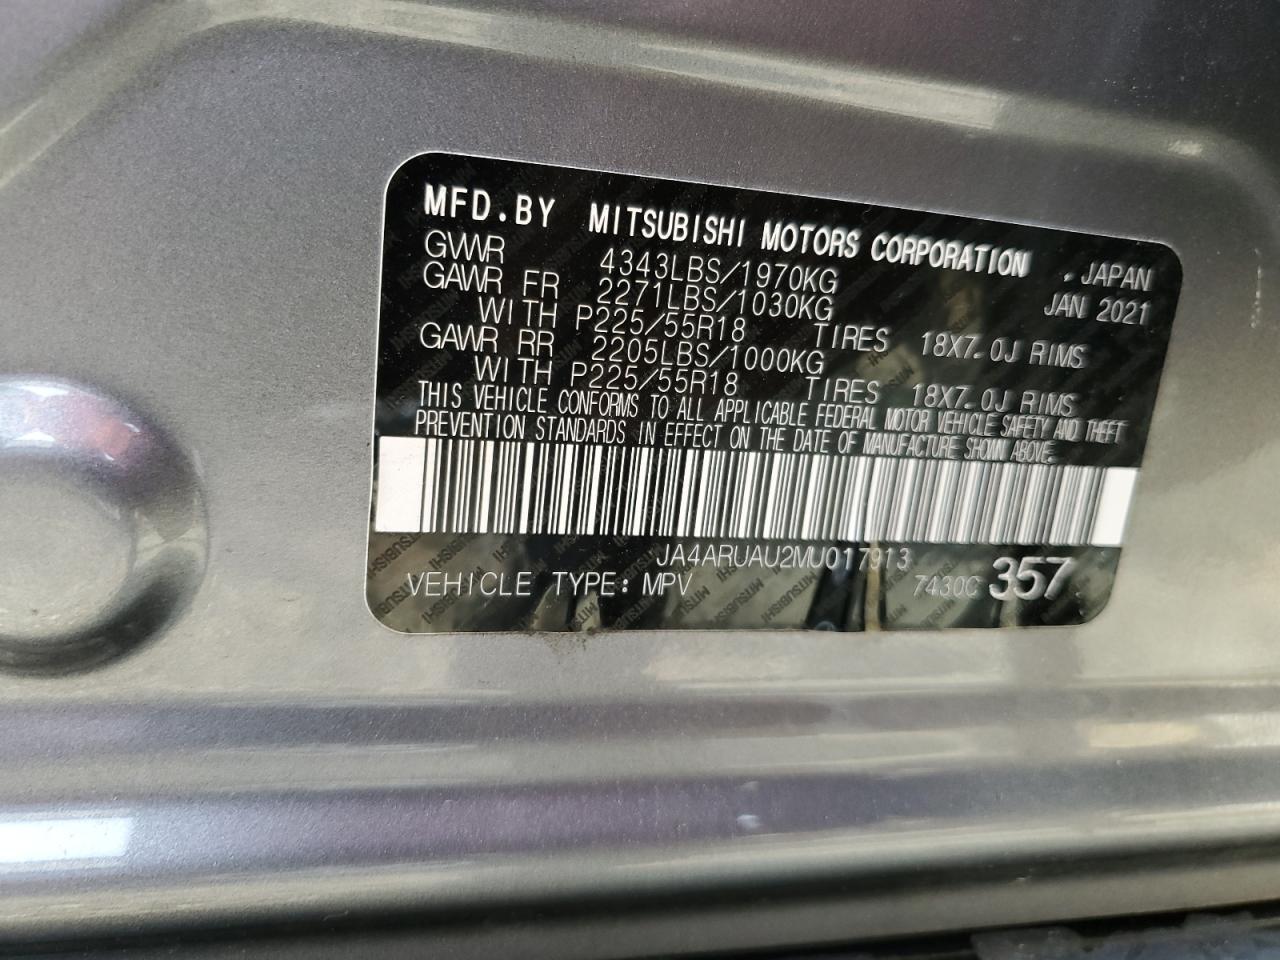 MFD.BY MITSUBISHI MOTORS CORPORATION , JAPAN
GVWR 4343LBS/1970KG JAN 2021
GAWR FR 2271LBS/1030KG
WITH P225/55R18 TIRES 18X7.0J RIMS
GAWR RR 2205LBS/1000KG
WITH P225/55R18 TIRES 18X7.0J RIMS
THIS VEHICLE CONFORMS TO ALL APPLICABLE FEDERAL MOTOR VEHICLE SAFETY AND THEFT
PREVENTION STANDARDS IN EFFECT ON THE DATE OF MANUFACTURE SHOWN ABOVE.
JA4ARUAU2MU017913
VEHICLE TYPE: MPV 7430C 357